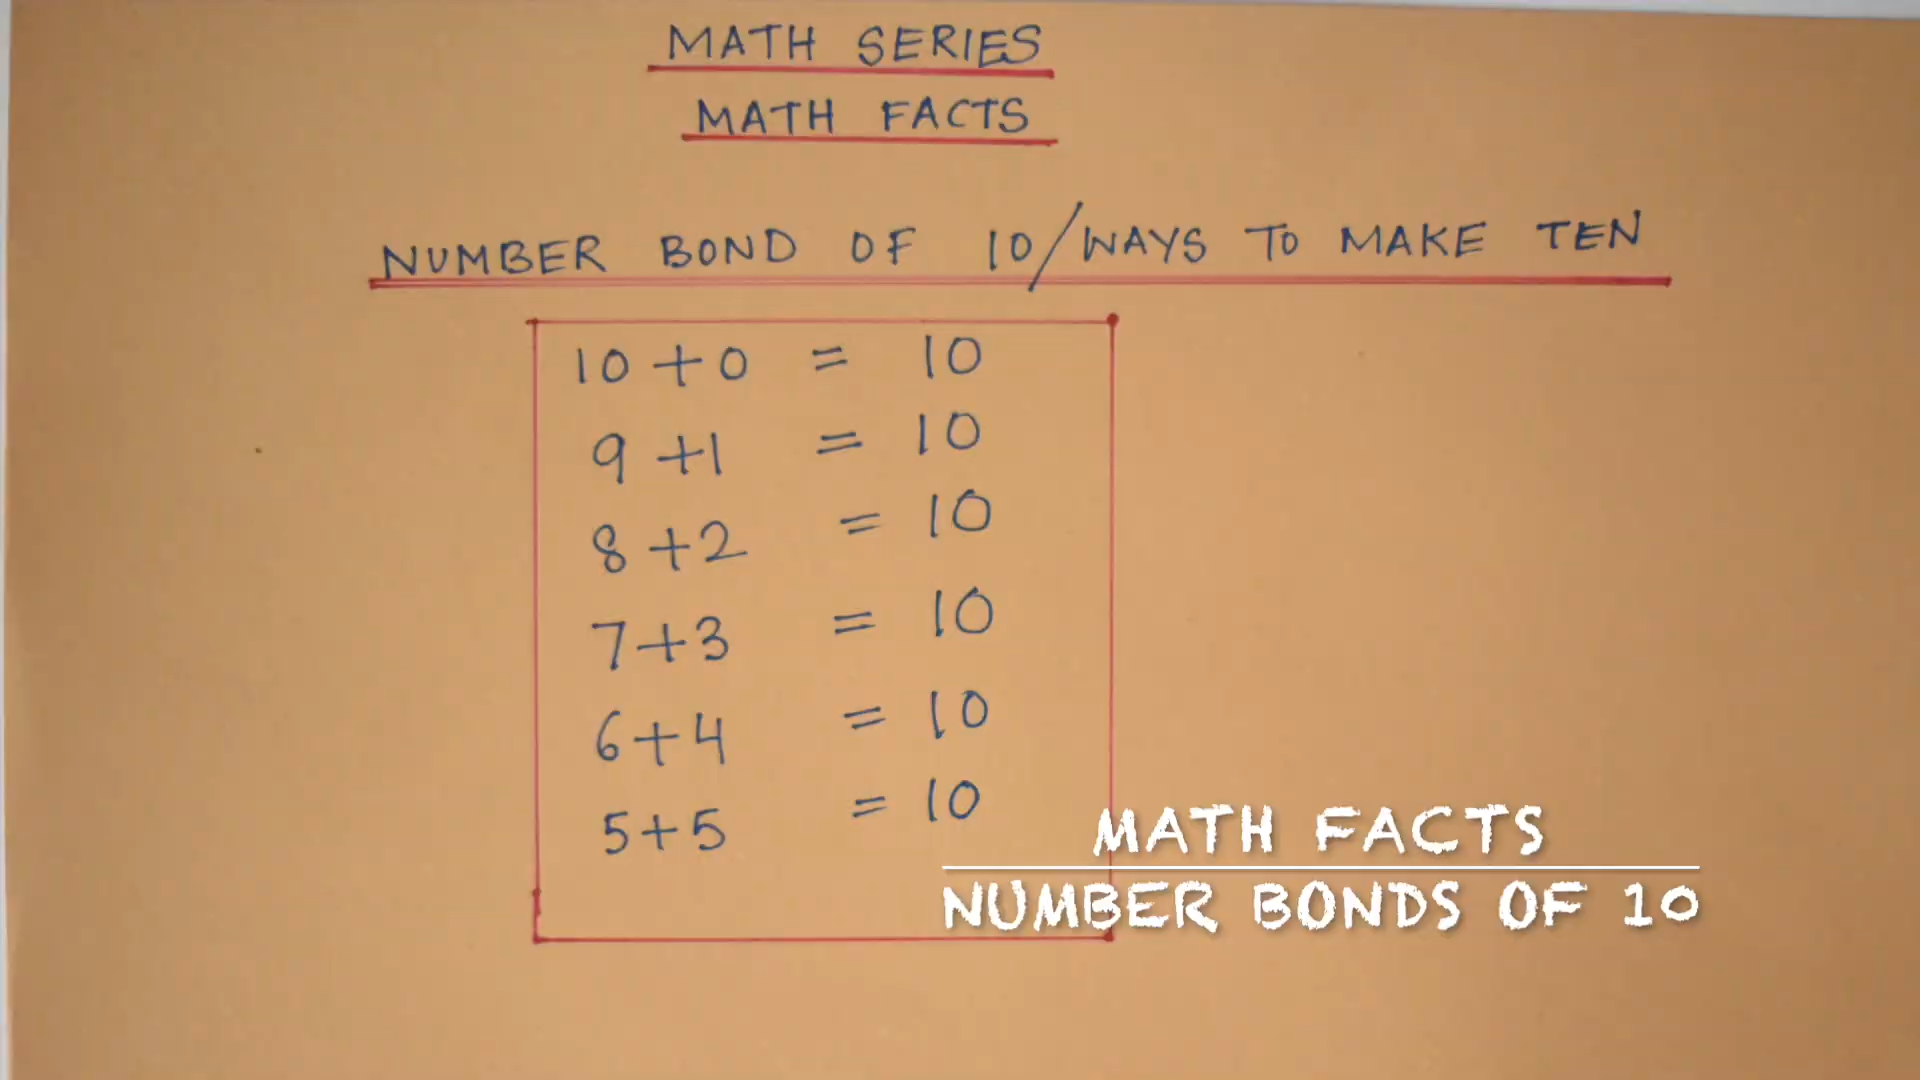 MATH SERIES
MATH FACTS
NUMBER BOND OF 10/WAYS TO MAKE TEN
10 + 0 = 10
9 + 1 = 10
8 + 2 = 10
7 + 3 = 10
6 + 4 = 10
5 + 5 = 10
MATH FACTS
NUMBER BONDS OF 10